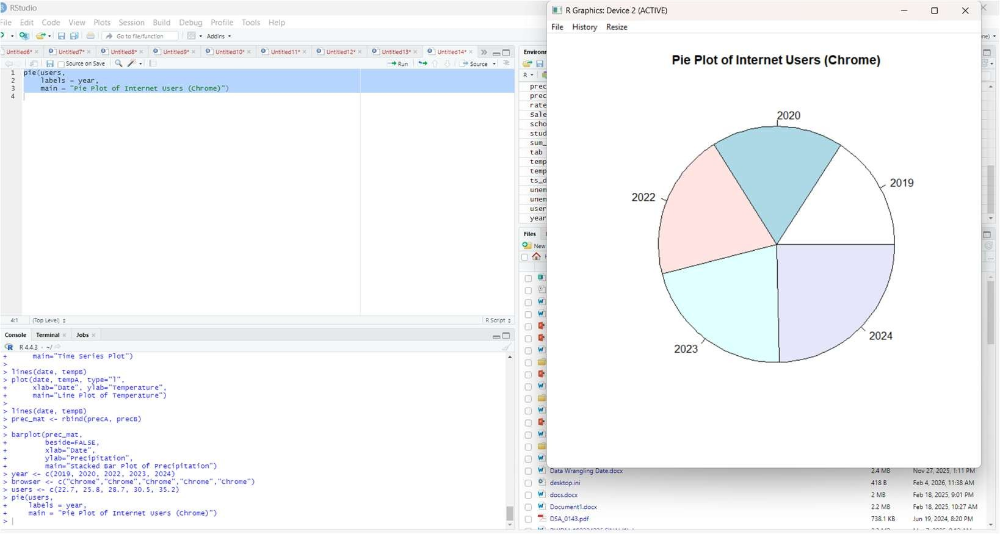 RStudio
File Edit Code View Plots Session Build Debug Profile Tools Help
Go to file/function Addins
Untitled6* Untitled7* Untitled8* Untitled9* Untitled10* Untitled11* Untitled12* Untitled13* Untitled14*
Source on Save Run Source
1 pie(users,
2 labels = year,
3 main = "Pie Plot of Internet Users (Chrome)")
4
4:1 (Top Level) R Script
Console Terminal Jobs
R 4.4.3 · ~/
+ main="Time Series Plot")
>
> lines(date, tempB)
> plot(date, tempA, type="l",
+ xlab="Date", ylab="Temperature",
+ main="Line Plot of Temperature")
>
> lines(date, tempB)
> prec_mat <- rbind(precA, precB)
>
> barplot(prec_mat,
+ beside=FALSE,
+ xlab="Date",
+ ylab="Precipitation",
+ main="Stacked Bar Plot of Precipitation")
> year <- c(2019, 2020, 2022, 2023, 2024)
> browser <- c("Chrome","Chrome","Chrome","Chrome","Chrome")
> users <- c(22.7, 25.8, 28.7, 30.5, 35.2)
> pie(users,
+ labels = year,
+ main = "Pie Plot of Internet Users (Chrome)")
>
Environ
R
prec
prec
rate
sale
scho
stud
sum_
tab
temp
temp
ts_d
unem
unem
user
year
Files
New
R Graphics: Device 2 (ACTIVE)
File History Resize
Pie Plot of Internet Users (Chrome)
2020
2019
2022
2024
2023
Data Wrangling Date.docx 2.4 MB Nov 27, 2025, 1:11 PM
desktop.ini 418 B Feb 4, 2026, 11:38 AM
docs.docx 2 MB Feb 18, 2025, 9:01 PM
Document1.docx 2.2 MB Feb 18, 2025, 10:27 AM
DSA_0143.pdf 738.1 KB Jun 19, 2024, 8:20 PM